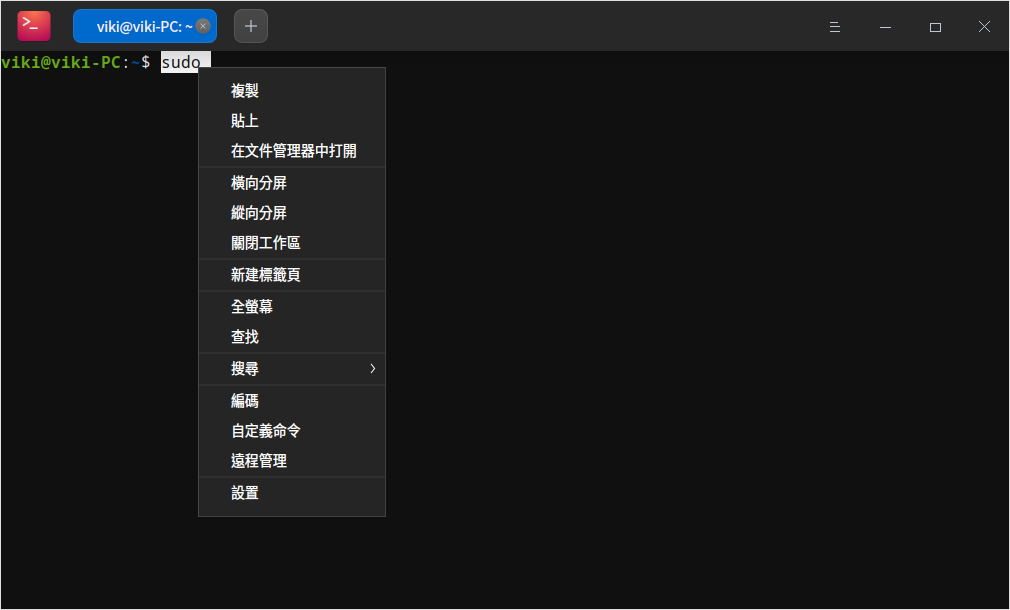 viki@viki-PC: ~
viki@viki-PC:~$ sudo
複製
貼上
在文件管理器中打開
橫向分屏
縱向分屏
關閉工作區
新建標籤頁
全螢幕
查找
搜尋
編碼
自定義命令
遠程管理
設置